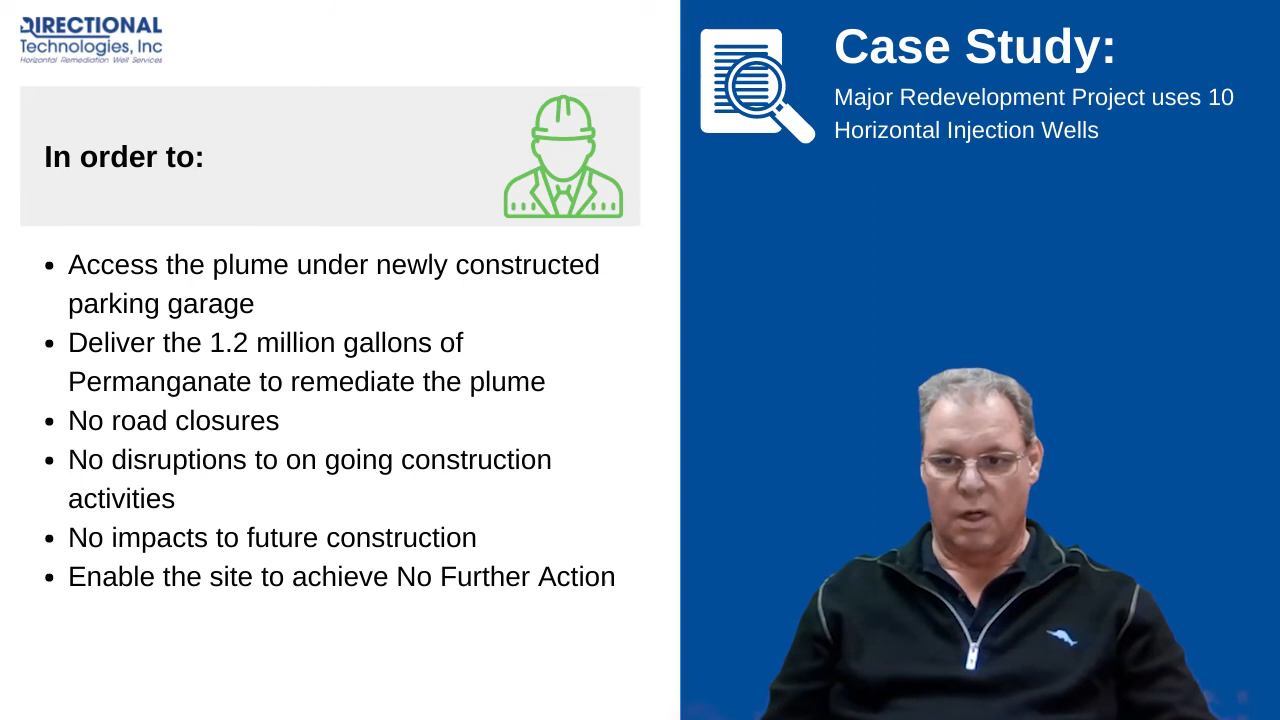 DIRECTIONAL
Technologies, Inc
Horizontal Remediation Well Services
In order to:
• Access the plume under newly constructed
parking garage
• Deliver the 1.2 million gallons of
Permanganate to remediate the plume
• No road closures
• No disruptions to on going construction
activities
• No impacts to future construction
• Enable the site to achieve No Further Action
Case Study:
Major Redevelopment Project uses 10
Horizontal Injection Wells